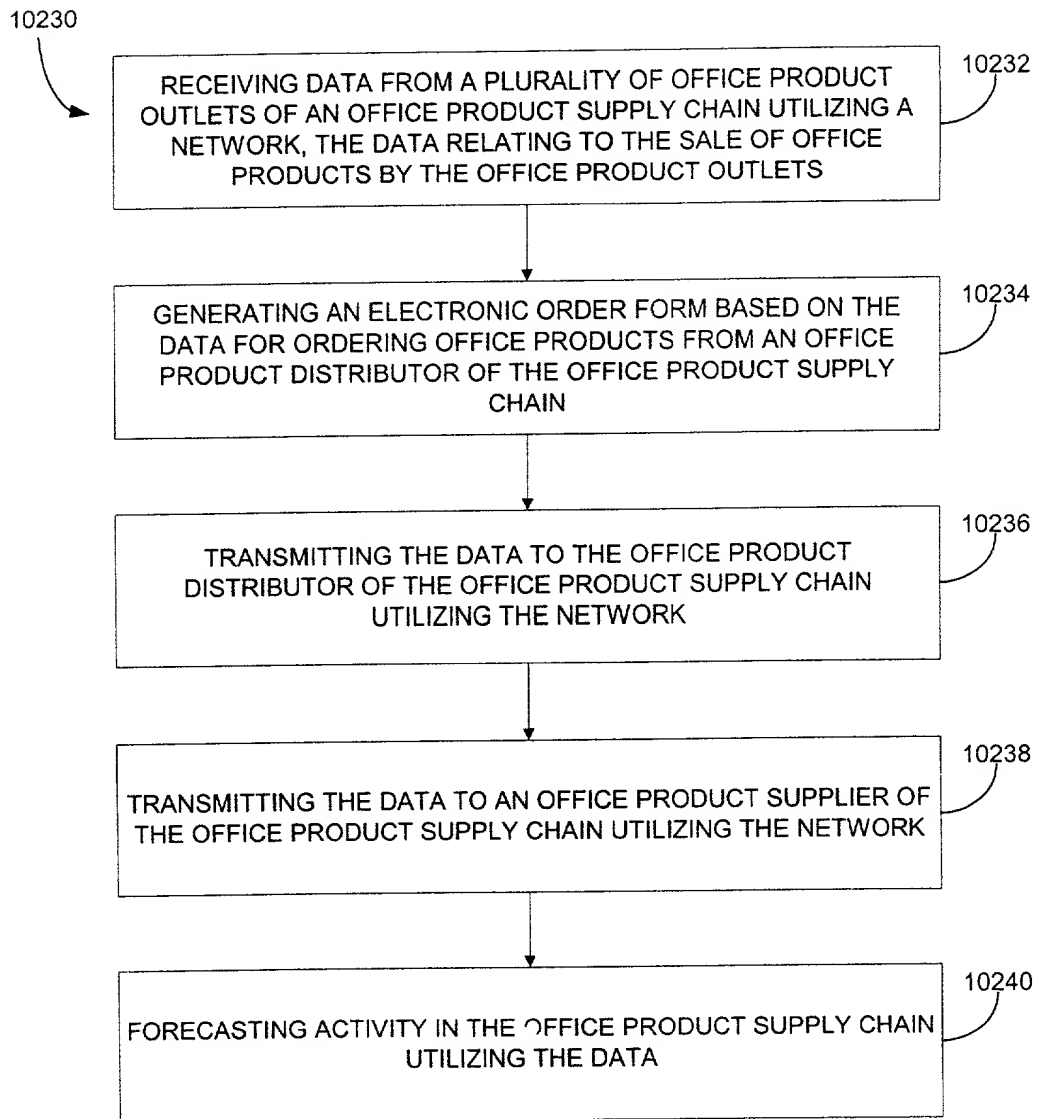 10230
10232
RECEIVING DATA FROM A PLURALITY OF OFFICE PRODUCT
OUTLETS OF AN OFFICE PRODUCT SUPPLY CHAIN UTILIZING A
NETWORK, THE DATA RELATING TO THE SALE OF OFFICE
PRODUCTS BY THE OFFICE PRODUCT OUTLETS
10234
GENERATING AN ELECTRONIC ORDER FORM BASED ON THE
DATA FOR ORDERING OFFICE PRODUCTS FROM AN OFFICE
PRODUCT DISTRIBUTOR OF THE OFFICE PRODUCT SUPPLY
CHAIN
10236
TRANSMITTING THE DATA TO THE OFFICE PRODUCT
DISTRIBUTOR OF THE OFFICE PRODUCT SUPPLY CHAIN
UTILIZING THE NETWORK
10238
TRANSMITTING THE DATA TO AN OFFICE PRODUCT SUPPLIER OF
THE OFFICE PRODUCT SUPPLY CHAIN UTILIZING THE NETWORK
10240
FORECASTING ACTIVITY IN THE OFFICE PRODUCT SUPPLY CHAIN
UTILIZING THE DATA